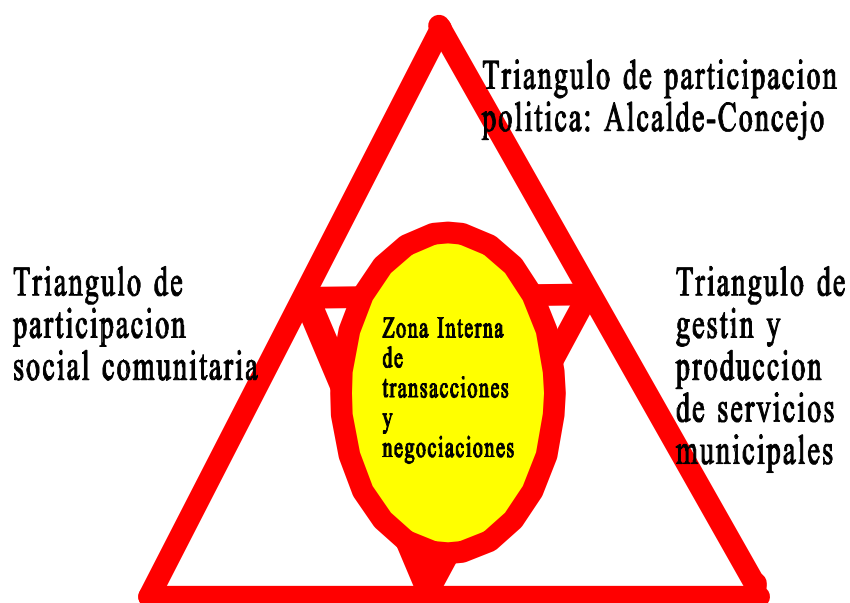 Triangulo de participacion
politica: Alcalde-Concejo
Triangulo de
participacion
social comunitaria
Zona Interna
de
transacciones
y
negociaciones
Triangulo de
gestin y
produccion
de servicios
municipales